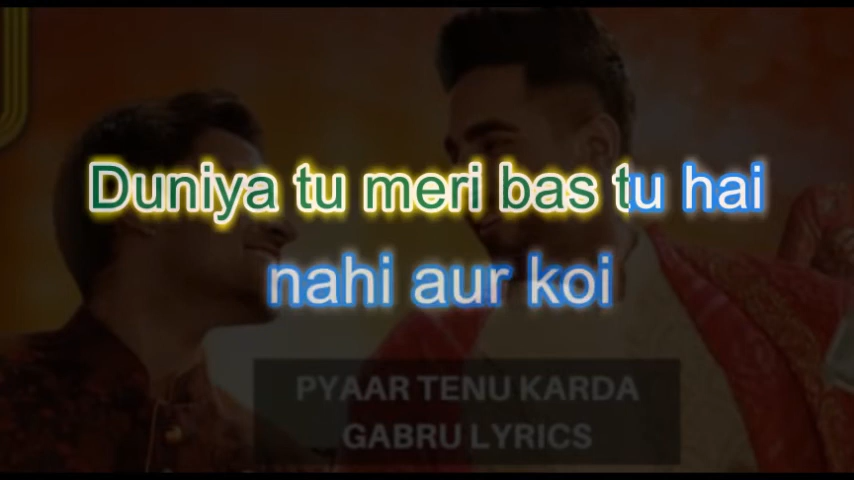 Duniya tu meri bas tu hai
nahi aur koi
PYAAR TENU KARDA
GABRU LYRICS